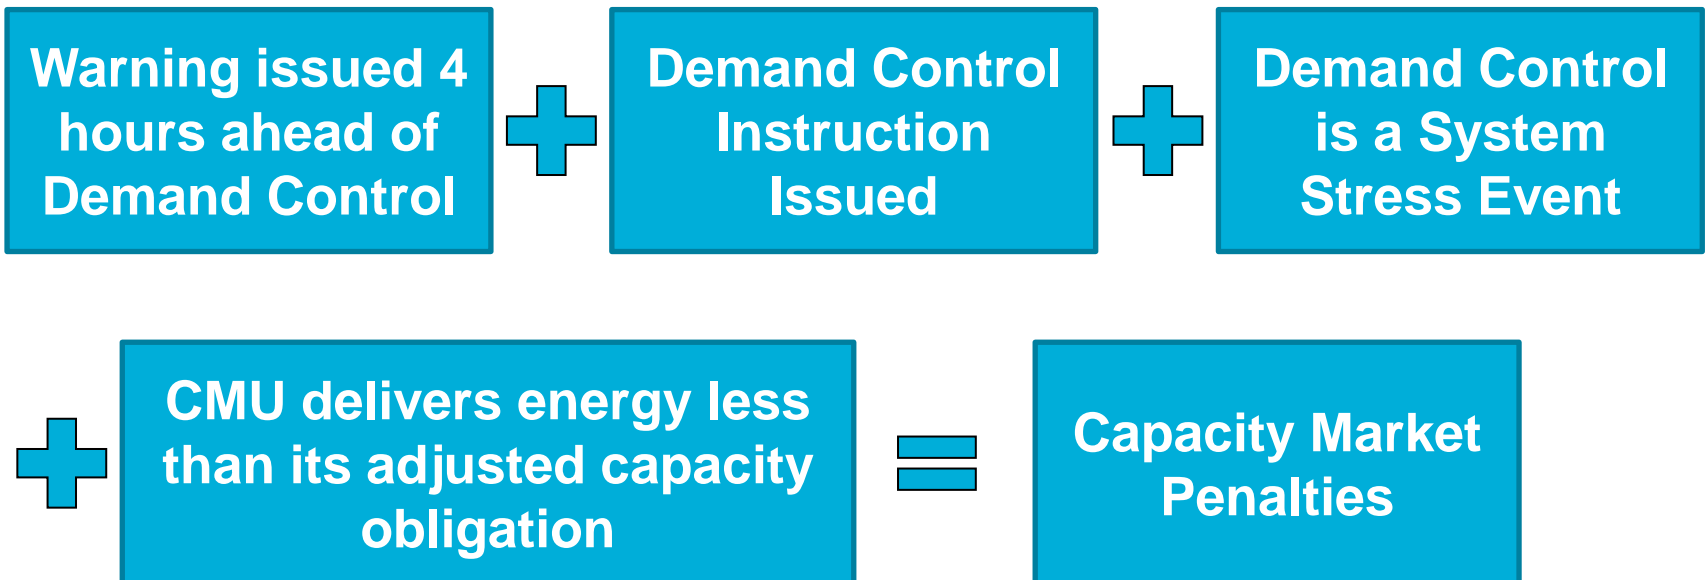 Warning issued 4
hours ahead of
Demand Control
Demand Control
Instruction
Issued
Demand Control
is a System
Stress Event
CMU delivers energy less
than its adjusted capacity
obligation
Capacity Market
Penalties